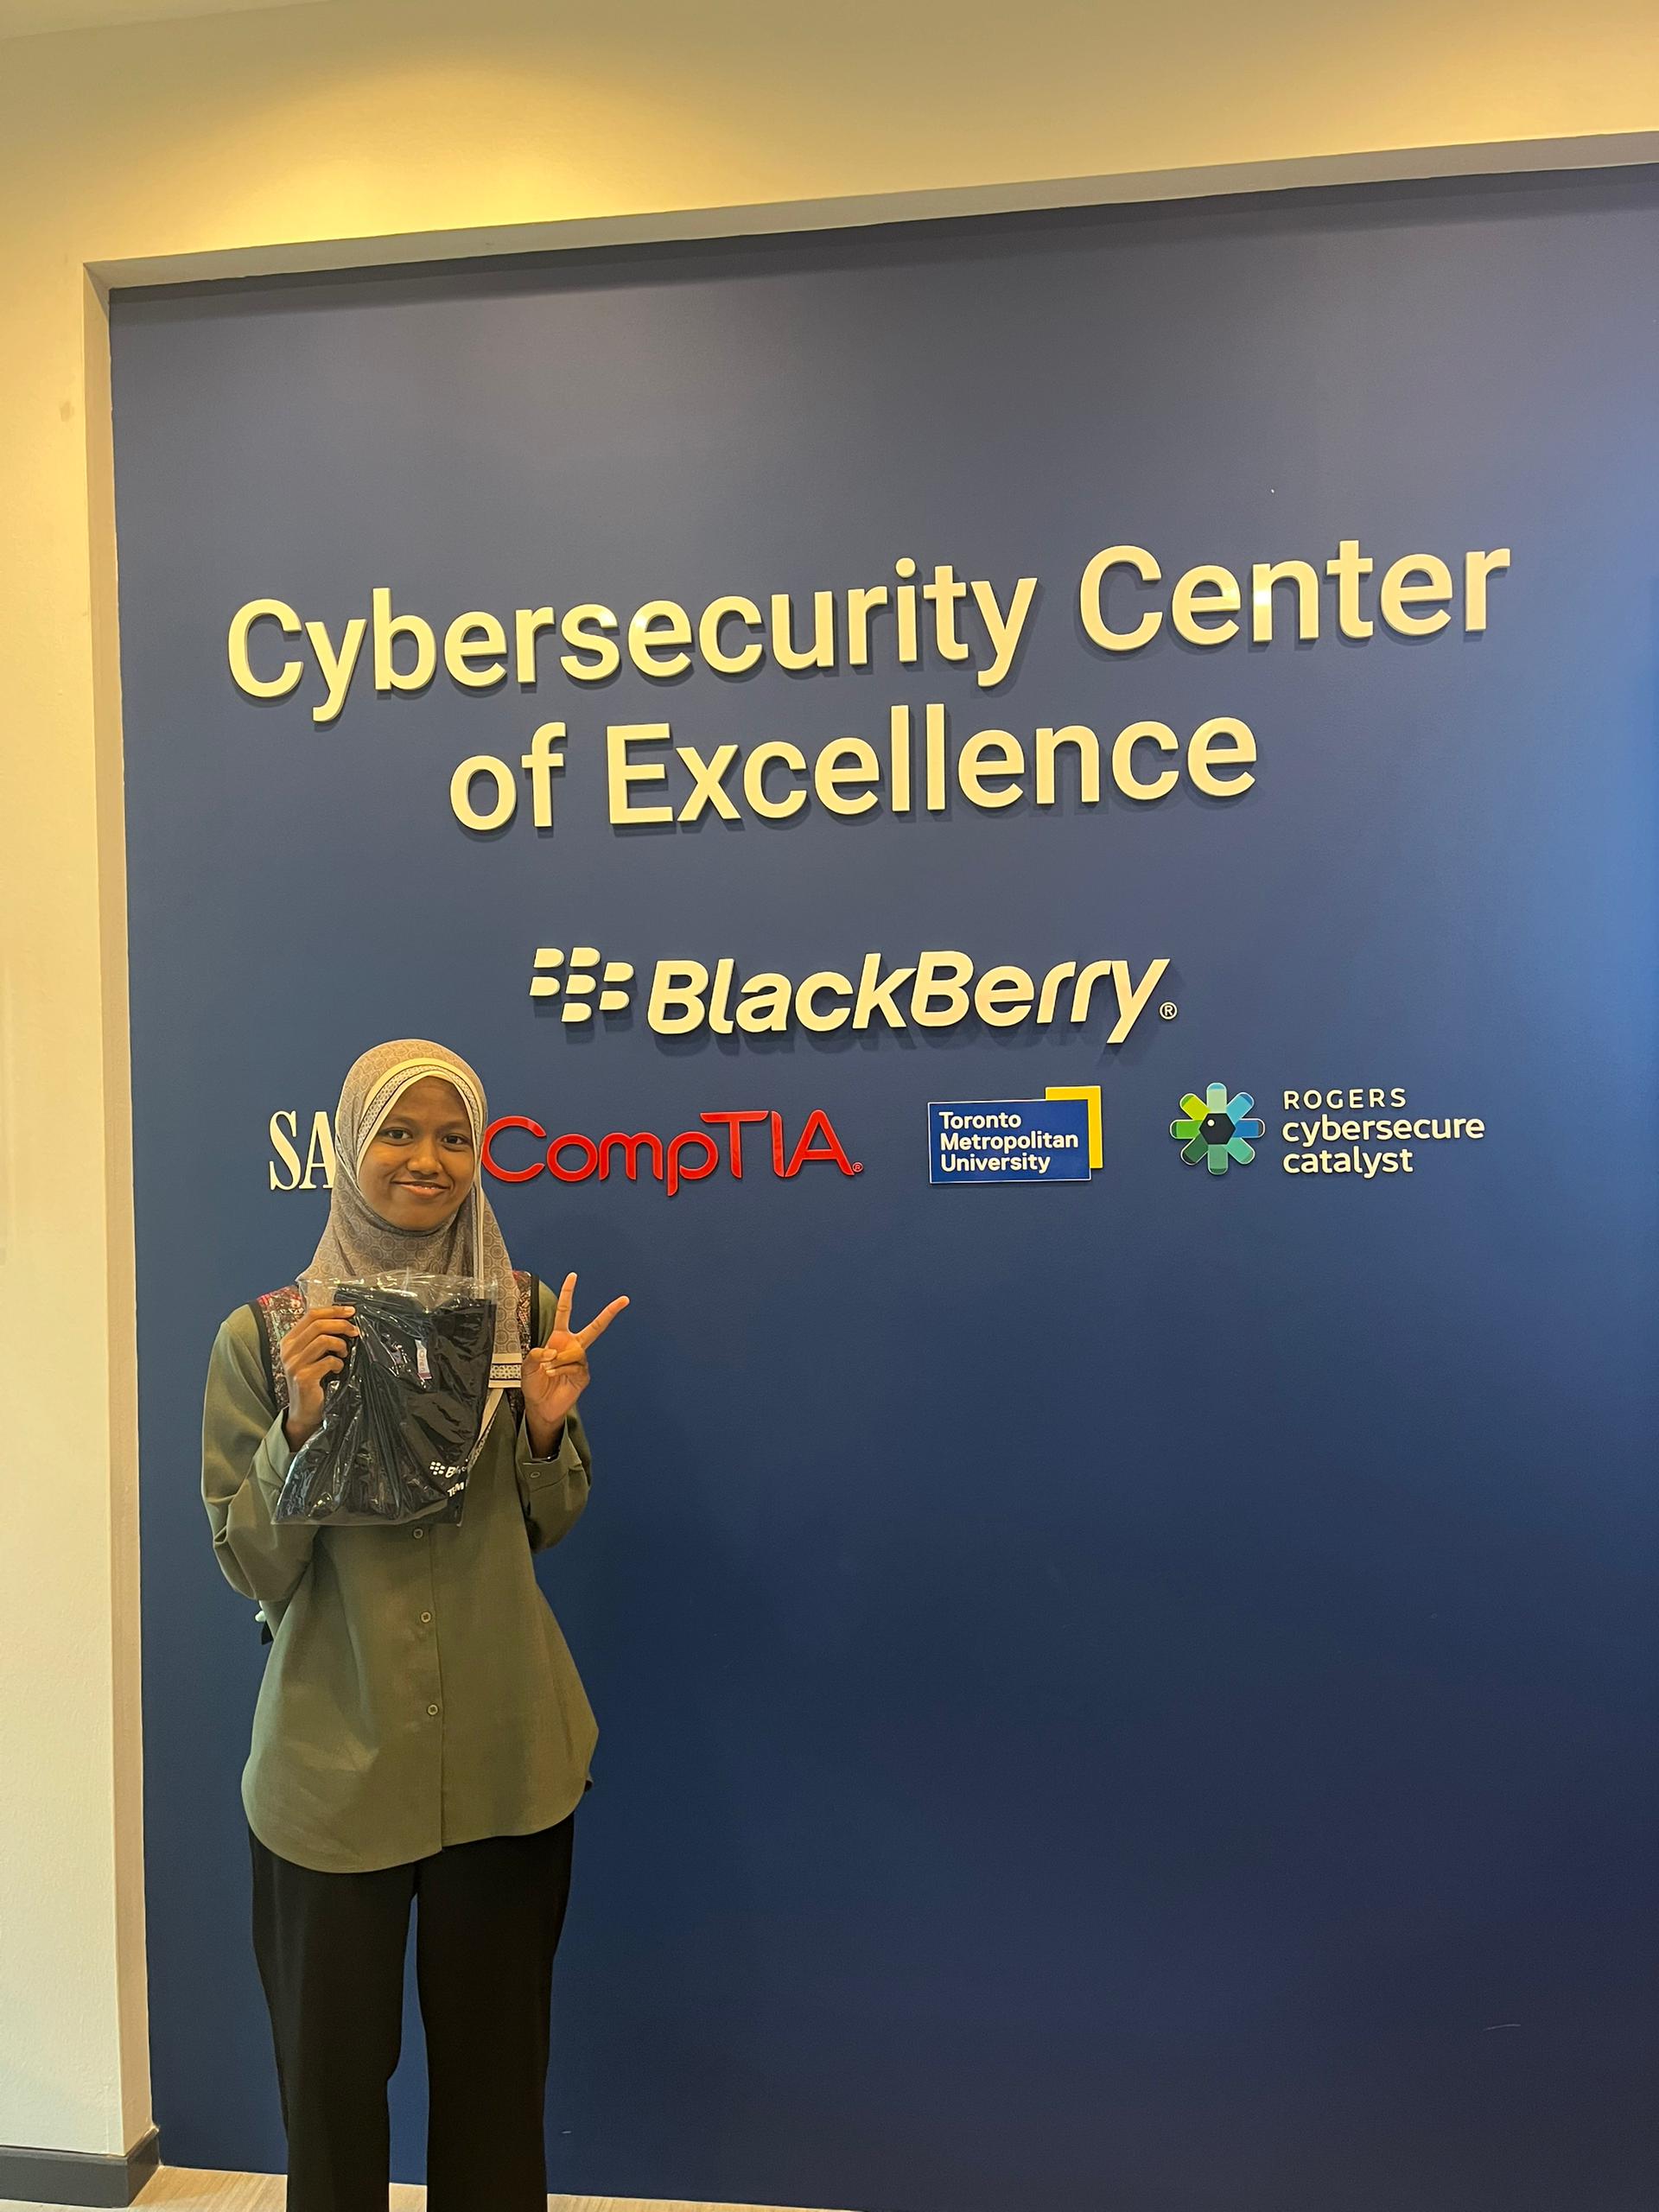 Cybersecurity Center
of Excellence
BlackBerry®
CompTIA®
Toronto
Metropolitan
University
ROGERS
cybersecure
catalyst